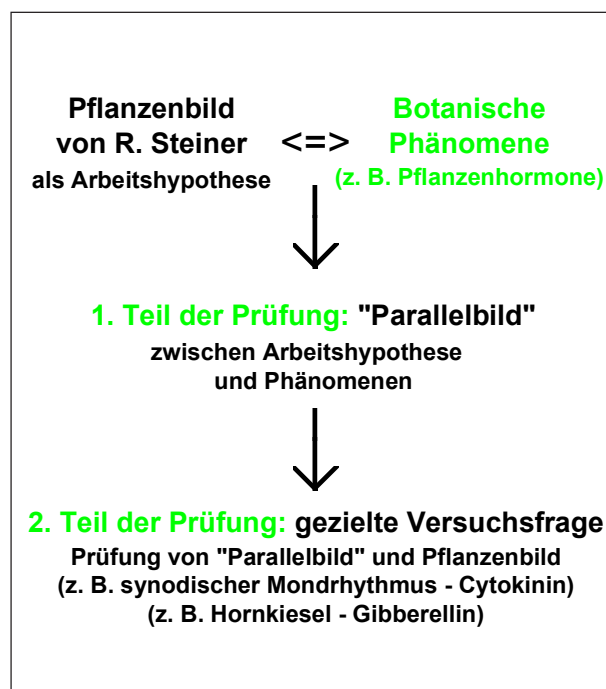 Pflanzenbild
von R. Steiner
als Arbeitshypothese
<=>
Botanische
Phänomene
(z. B. Pflanzenhormone)
1. Teil der Prüfung: "Parallelbild"
zwischen Arbeitshypothese
und Phänomenen
2. Teil der Prüfung: gezielte Versuchsfrage
Prüfung von "Parallelbild" und Pflanzenbild
(z. B. synodischer Mondrhythmus - Cytokinin)
(z. B. Hornkiesel - Gibberellin)